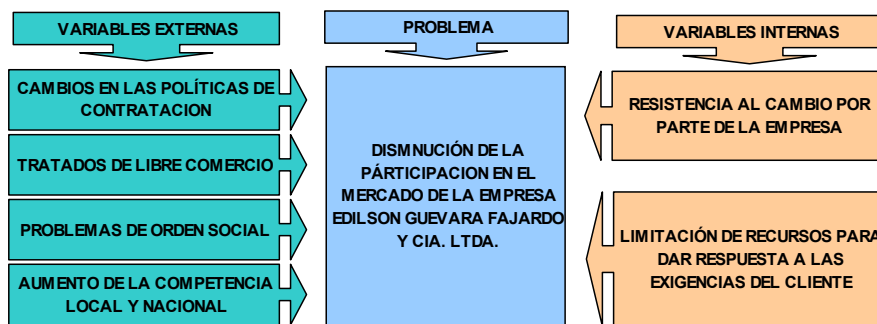 VARIABLES EXTERNAS
CAMBIOS EN LAS POLÍTICAS DE
CONTRATACION
TRATADOS DE LIBRE COMERCIO
PROBLEMAS DE ORDEN SOCIAL
AUMENTO DE LA COMPETENCIA
LOCAL Y NACIONAL
PROBLEMA
DISMNUCIÓN DE LA
PÁRTICIPACION EN EL
MERCADO DE LA EMPRESA
EDILSON GUEVARA FAJARDO
Y CIA. LTDA.
VARIABLES INTERNAS
RESISTENCIA AL CAMBIO POR
PARTE DE LA EMPRESA
LIMITACIÓN DE RECURSOS PARA
DAR RESPUESTA A LAS
EXIGENCIAS DEL CLIENTE